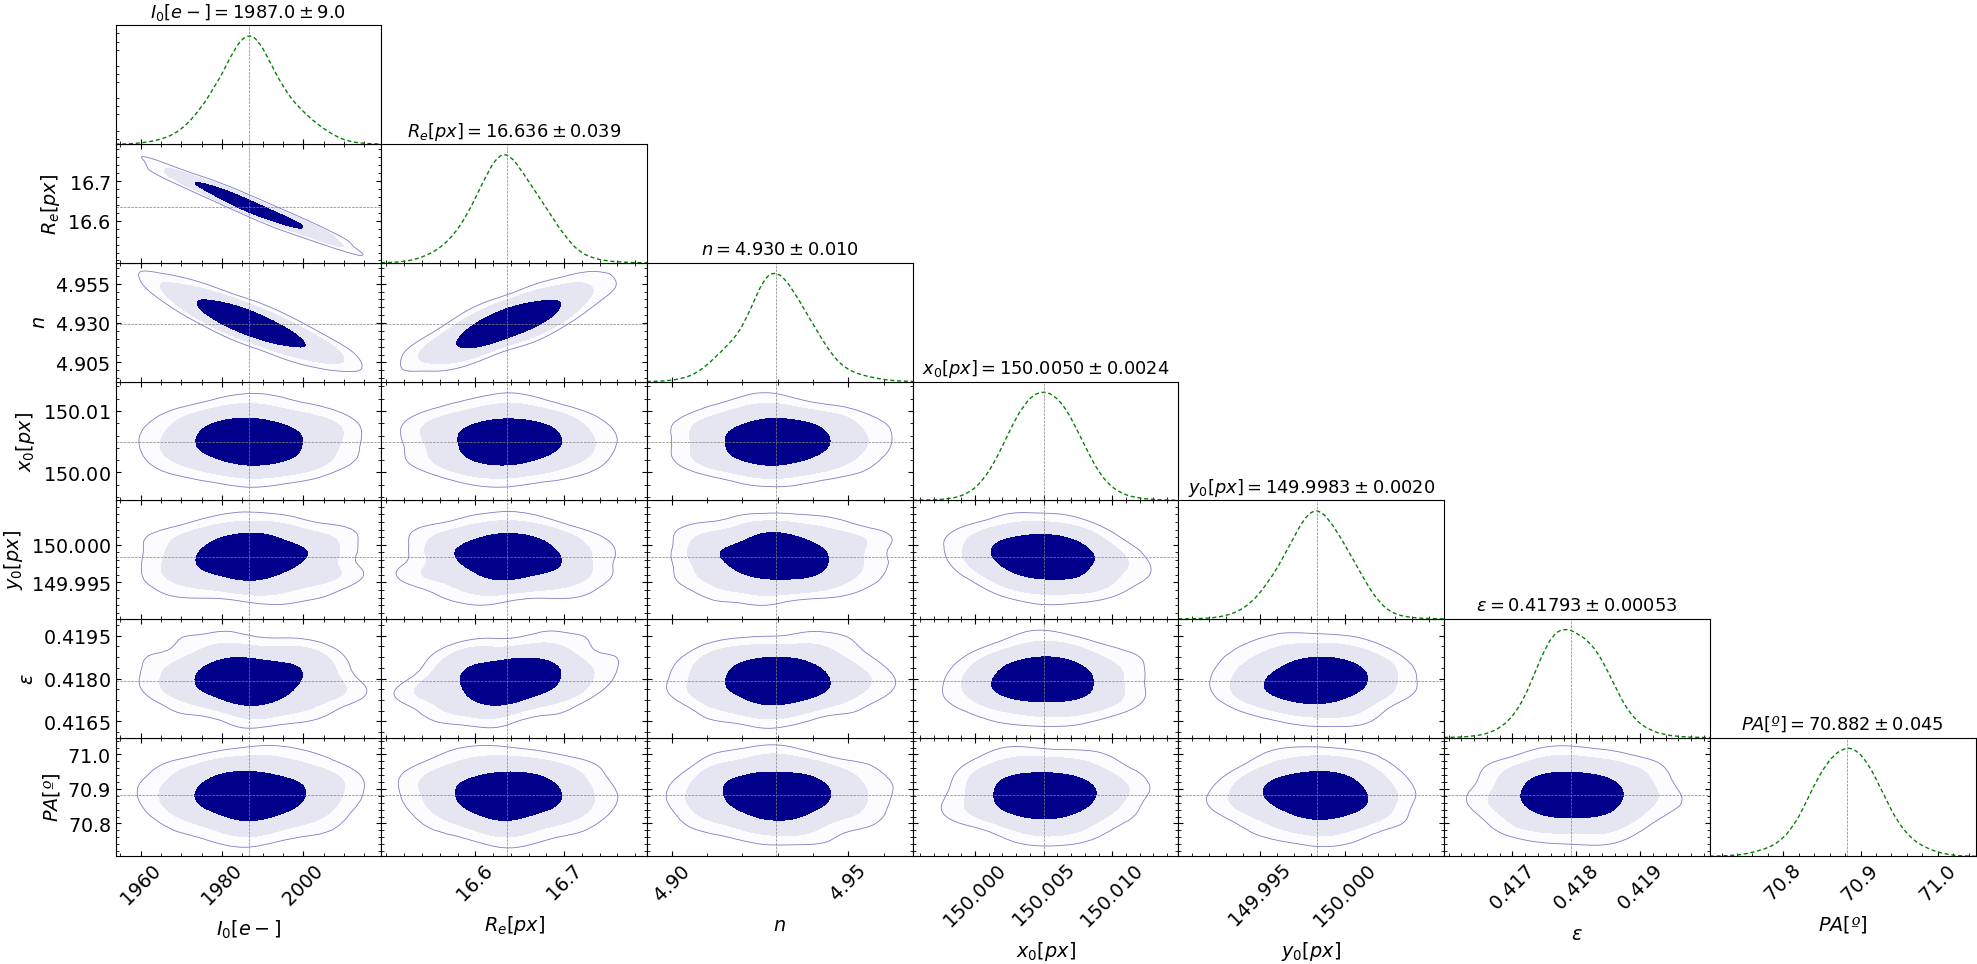 I₀[e−] = 1987.0 ± 9.0
Rₑ[px] = 16.636 ± 0.039
Rₑ[px]
16.7
16.6
n = 4.930 ± 0.010
n
4.955
4.930
4.905
x₀[px] = 150.0050 ± 0.0024
x₀[px]
150.01
150.00
y₀[px] = 149.9983 ± 0.0020
y₀[px]
150.000
149.995
ε = 0.41793 ± 0.00053
ε
0.4195
0.4180
0.4165
PA[º] = 70.882 ± 0.045
PA[º]
71.0
70.9
70.8
1960 1980 2000
16.6 16.7
4.90 4.95
150.000 150.005 150.010
149.995 150.000
0.417 0.418 0.419
70.8 70.9 71.0
I₀[e−]
Rₑ[px]
n
x₀[px]
y₀[px]
ε
PA[º]